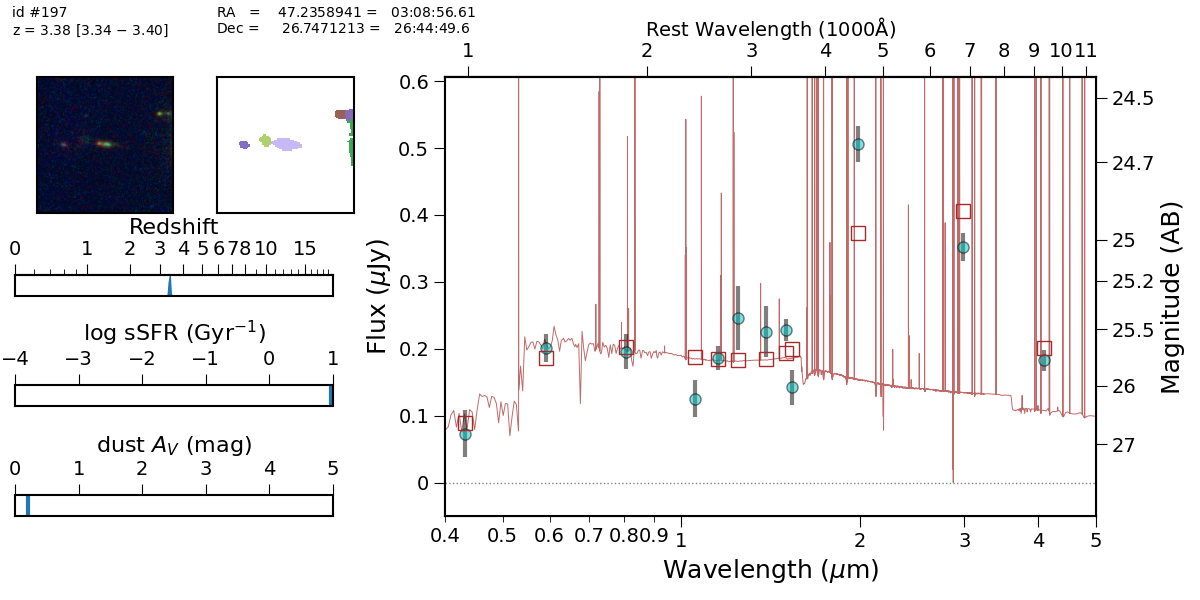 id #197
z = 3.38 [3.34 − 3.40]
RA = 47.2358941 = 03:08:56.61
Dec = 26.7471213 = 26:44:49.6
Redshift
0 1 2 3 4 5 6 7 8 10 15
log sSFR (Gyr⁻¹)
−4 −3 −2 −1 0 1
dust A_V (mag)
0 1 2 3 4 5
Rest Wavelength (1000Å)
1 2 3 4 5 6 7 8 9 10 11
Flux (μJy)
0.6
0.5
0.4
0.3
0.2
0.1
0
24.5
24.7
25
25.2
25.5
26
27
Magnitude (AB)
0.4 0.5 0.6 0.7 0.8 0.9 1 2 3 4 5
Wavelength (μm)